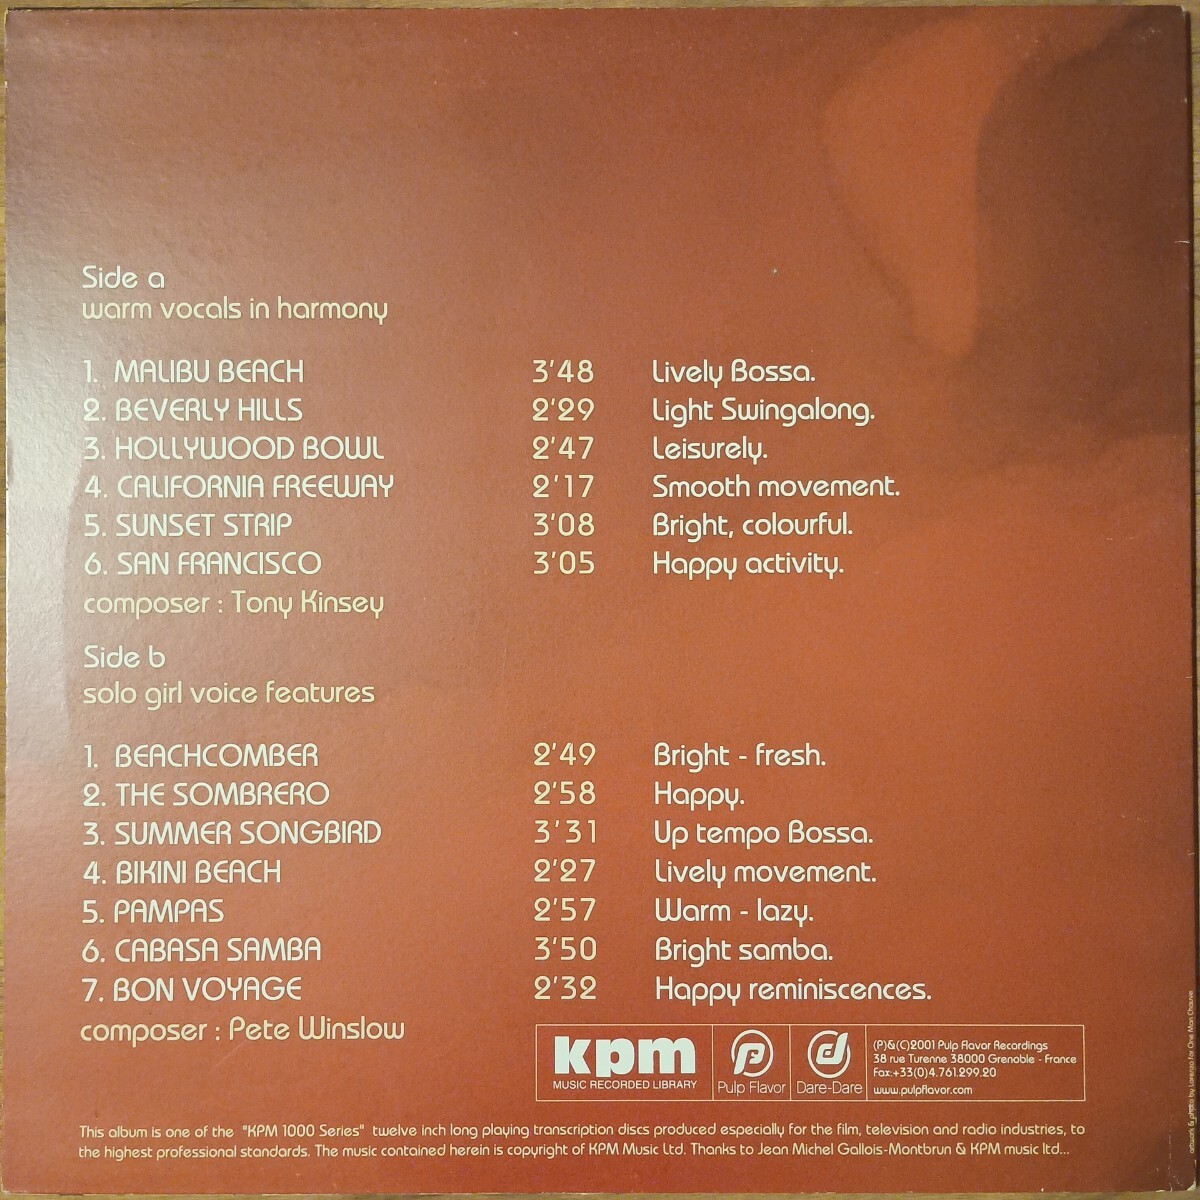 Side a
warm vocals in harmony
1. MALIBU BEACH 3'48 Lively Bossa.
2. BEVERLY HILLS 2'29 Light Swingalong.
3. HOLLYWOOD BOWL 2'47 Leisurely.
4. CALIFORNIA FREEWAY 2'17 Smooth movement.
5. SUNSET STRIP 3'08 Bright, colourful.
6. SAN FRANCISCO 3'05 Happy activity.
composer : Tony Kinsey
Side b
solo girl voice features
1. BEACHCOMBER 2'49 Bright - fresh.
2. THE SOMBRERO 2'58 Happy.
3. SUMMER SONGBIRD 3'31 Up tempo Bossa.
4. BIKINI BEACH 2'27 Lively movement.
5. PAMPAS 2'57 Warm - lazy.
6. CABASA SAMBA 3'50 Bright samba.
7. BON VOYAGE 2'32 Happy reminiscences.
composer : Pete Winslow
kpm
MUSIC RECORDED LIBRARY
Pulp Flavor
Dare-Dare
(P)&(C)2001 Pulp Flavor Recordings
38 rue Turenne 38000 Grenoble - France
Fax:+33(0)4.761.299.20
www.pulpflavor.com
This album is one of the "KPM 1000 Series" twelve inch long playing transcription discs produced especially for the film, television and radio industries, to
the highest professional standards. The music contained herein is copyright of KPM Music Ltd. Thanks to Jean Michel Gallois-Montbrun & KPM music ltd...
artwork & photo by for One Man